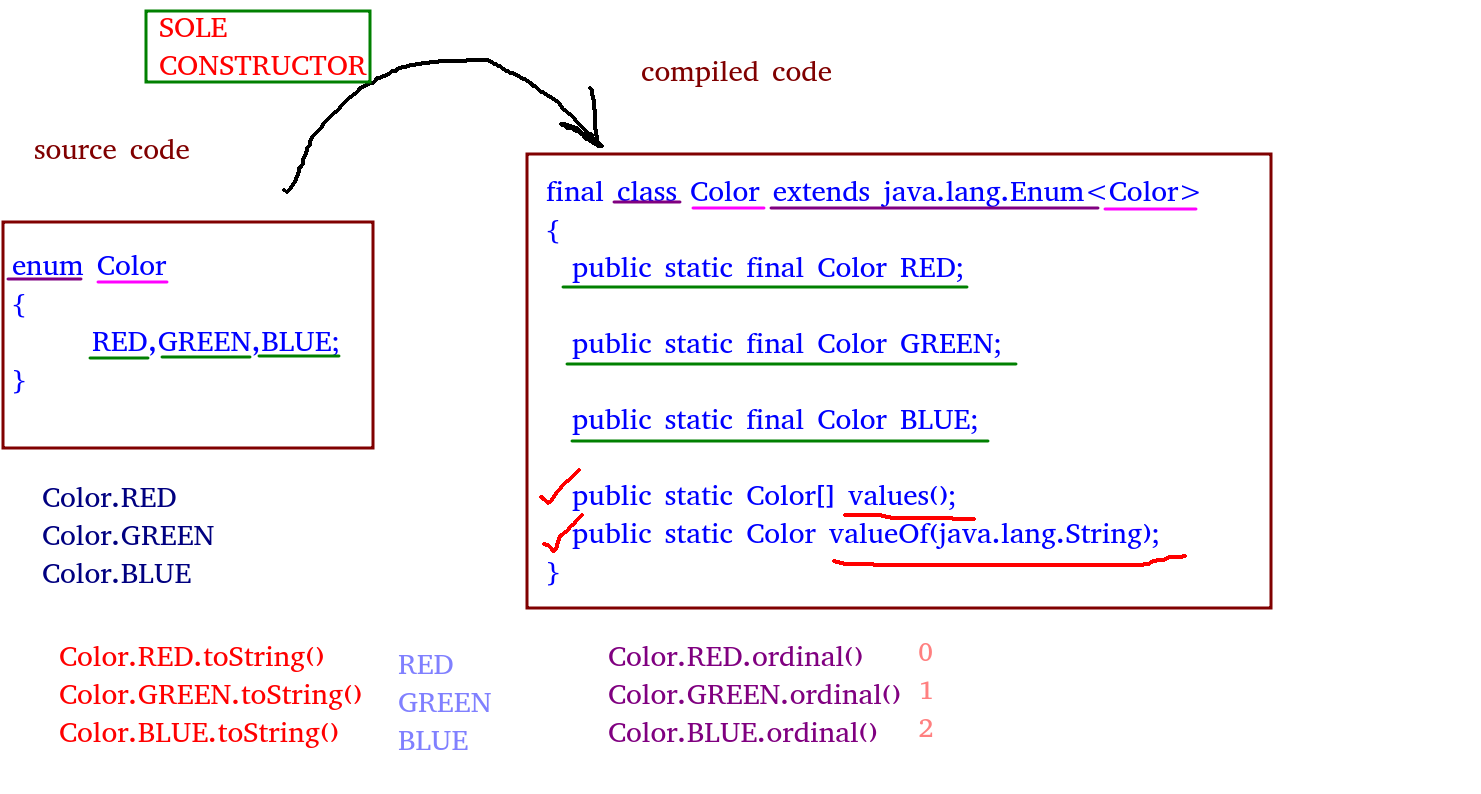 SOLE
CONSTRUCTOR
compiled code
source code
enum Color
{
RED,GREEN,BLUE;
}
final class Color extends java.lang.Enum<Color>
{
public static final Color RED;
public static final Color GREEN;
public static final Color BLUE;
public static Color[] values();
public static Color valueOf(java.lang.String);
}
Color.RED
Color.GREEN
Color.BLUE
Color.RED.toString() RED
Color.GREEN.toString() GREEN
Color.BLUE.toString() BLUE
Color.RED.ordinal() 0
Color.GREEN.ordinal() 1
Color.BLUE.ordinal() 2